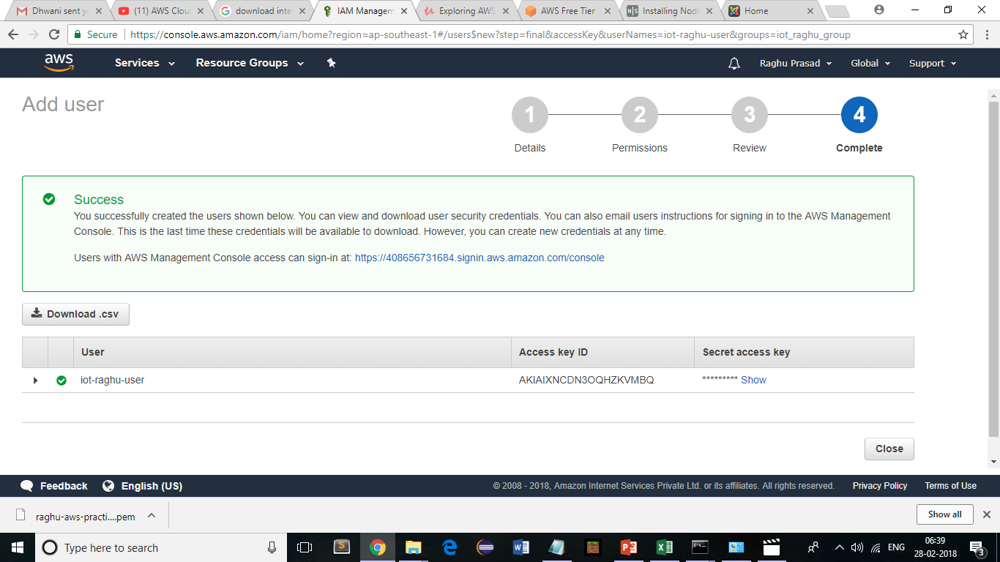 Dhwani sent y
(11) AWS Clou
download inte
IAM Managem
Exploring AWS
AWS Free Tier
Installing Node
Home
Secure
https://console.aws.amazon.com/iam/home?region=ap-southeast-1#/users$new?step=final&accessKey&userNames=iot-raghu-user&groups=iot_raghu_group
aws
Services
Resource Groups
Raghu Prasad
Global
Support
Add user
1
2
3
4
Details
Permissions
Review
Complete
Success
You successfully created the users shown below. You can view and download user security credentials. You can also email users instructions for signing in to the AWS Management
Console. This is the last time these credentials will be available to download. However, you can create new credentials at any time.
Users with AWS Management Console access can sign-in at: https://408656731684.signin.aws.amazon.com/console
Download .csv
User
Access key ID
Secret access key
iot-raghu-user
AKIAIXNCDN3OQHZKVMBQ
********* Show
Close
Feedback
English (US)
© 2008 - 2018, Amazon Internet Services Private Ltd. or its affiliates. All rights reserved.
Privacy Policy
Terms of Use
raghu-aws-practi....pem
Show all
Type here to search
ENG
06:39
28-02-2018
3